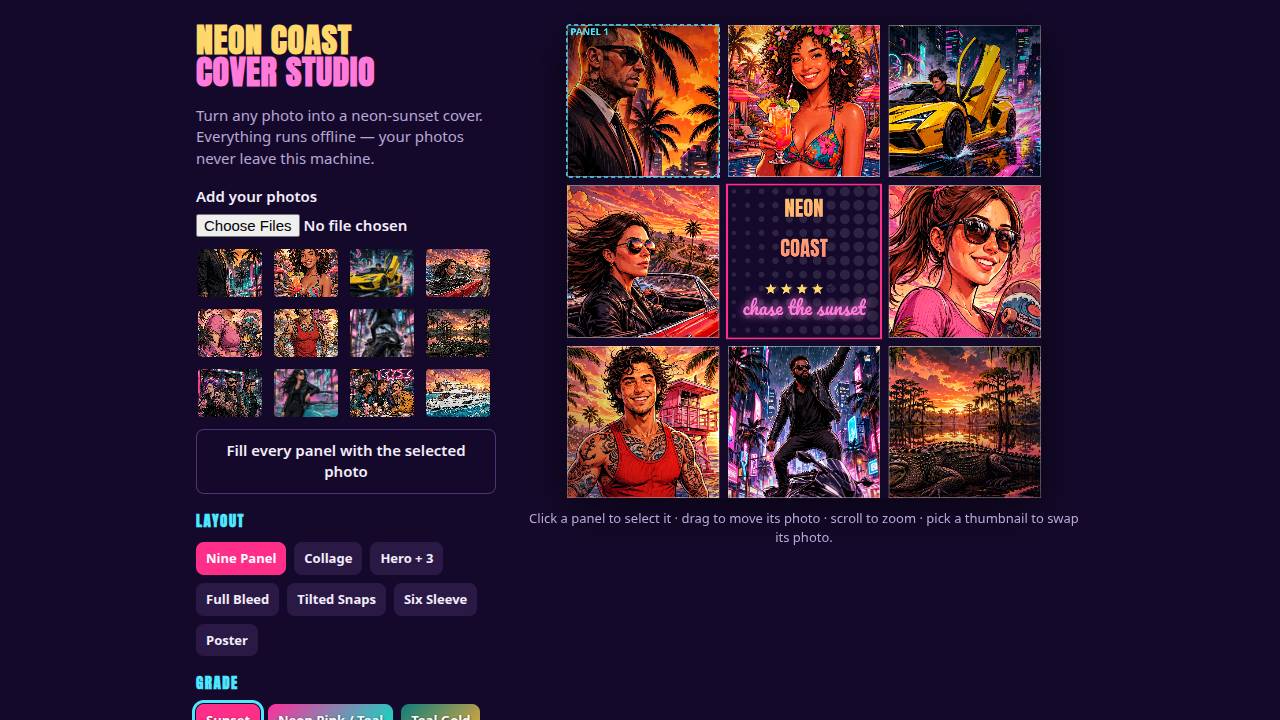 NEON COAST
COVER STUDIO
Turn any photo into a neon-sunset cover.
Everything runs offline — your photos
never leave this machine.
Add your photos
Choose Files No file chosen
Fill every panel with the selected
photo
LAYOUT
Nine Panel
Collage
Hero + 3
Full Bleed
Tilted Snaps
Six Sleeve
Poster
GRADE
Sunset
Neon Pink / Teal
Teal Gold
PANEL 1
NEON
COAST
★★★★
chase the sunset
Click a panel to select it · drag to move its photo · scroll to zoom · pick a thumbnail to swap
its photo.